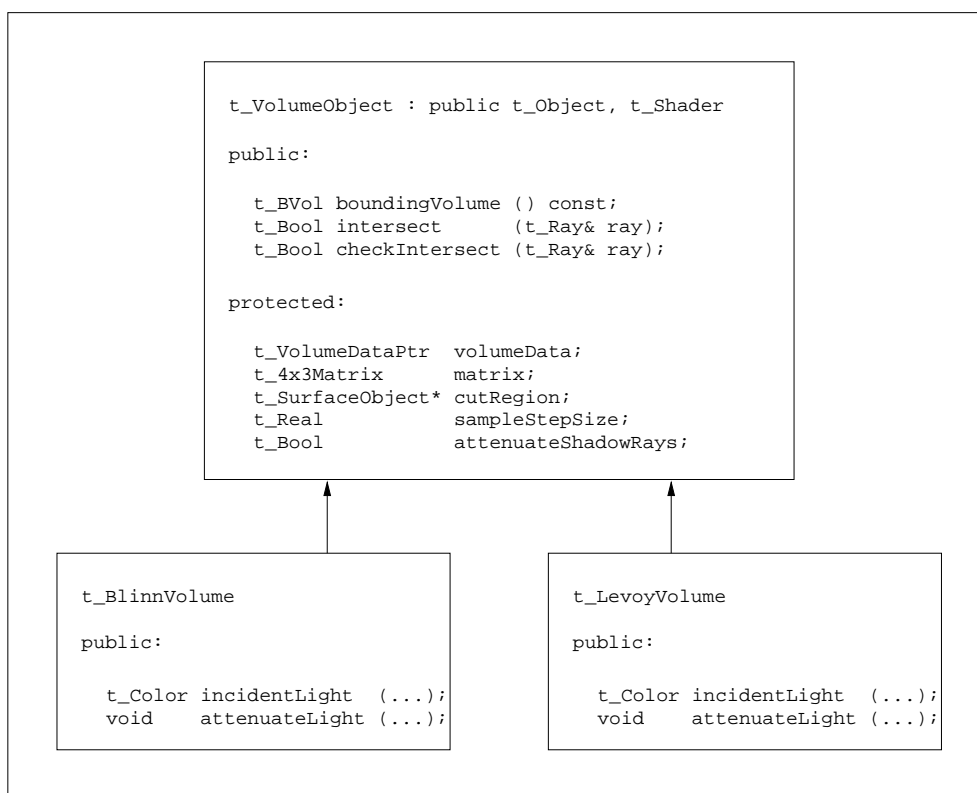 t_VolumeObject : public t_Object, t_Shader
public:
t_BVol boundingVolume () const;
t_Bool intersect (t_Ray& ray);
t_Bool checkIntersect (t_Ray& ray);
protected:
t_VolumeDataPtr volumeData;
t_4x3Matrix matrix;
t_SurfaceObject* cutRegion;
t_Real sampleStepSize;
t_Bool attenuateShadowRays;
t_BlinnVolume
public:
t_Color incidentLight (...);
void attenuateLight (...);
t_LevoyVolume
public:
t_Color incidentLight (...);
void attenuateLight (...);